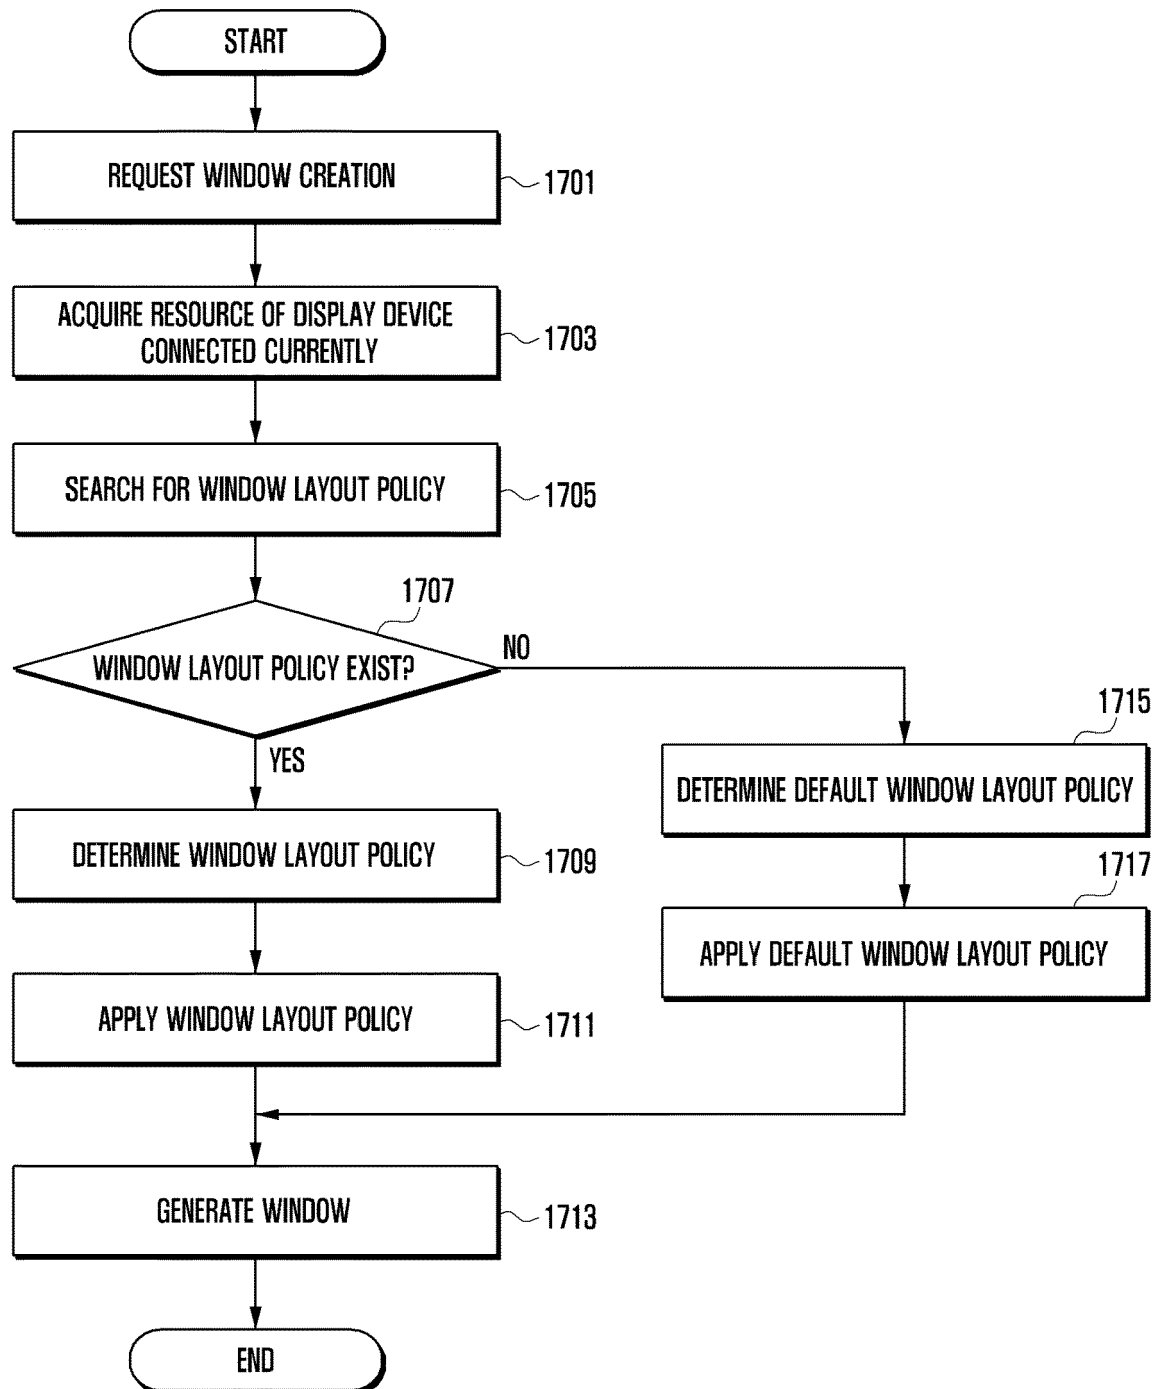 START
REQUEST WINDOW CREATION
1701
ACQUIRE RESOURCE OF DISPLAY DEVICE
CONNECTED CURRENTLY
1703
SEARCH FOR WINDOW LAYOUT POLICY
1705
1707
WINDOW LAYOUT POLICY EXIST?
NO
YES
1715
DETERMINE DEFAULT WINDOW LAYOUT POLICY
DETERMINE WINDOW LAYOUT POLICY
1709
1717
APPLY DEFAULT WINDOW LAYOUT POLICY
APPLY WINDOW LAYOUT POLICY
1711
GENERATE WINDOW
1713
END